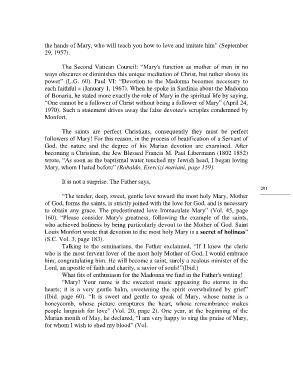 the hands of Mary, who will teach you how to love and imitate him" (September
29, 1957).
The Second Vatican Council: "Mary's function as mother of men in no
ways obscures or diminishes this unique mediation of Christ, but rather shows its
power" (L.G. 60). Paul VI: "Devotion to the Madonna becomes necessary to
each faithful = (January 1, 1967). When he spoke in Sardinia about the Madonna
of Bonaria, he stated more exactly the role of Mary in the spiritual life by saying,
"One cannot be a follower of Christ without being a follower of Mary" (April 24,
1970). Such a statement drives away the false devotee's scruples condemned by
Monfort.
The saints are perfect Christians, consequently they must be perfect
followers of Mary! For this reason, in the process of beatification of a Servant of
God, the nature and the degree of his Marian devotion are examined. After
becoming a Christian, the Jew Blessed Francis M. Paul Libermann (1802 1852)
wrote, "As soon as the baptismal water touched my Jewish head, I began loving
Mary, whom I hated before" (Roboldo, Esercizi mariani, page 159).
It is not a surprise. The Father says,
291
"The tender, deep, sweet, gentle love toward the most holy Mary, Mother
of God, forms the saints, is strictly joined with the love for God, and is necessary
to obtain any grace. The predestinated love Immaculate Mary" (Vol. 45, page
160). "Please consider Mary's greatness, following the example of the saints,
who achieved holiness by being particularly devout to the Mother of God. Saint
Louis Monfort wrote that devotion to the most holy Mary is a secret of holiness"
(S.C. Vol. 3, page 183).
Talking to the seminarians, the Father exclaimed, "If I knew the cleric
who is the most fervent lover of the most holy Mother of God, I would embrace
him, congratulating him. He will become a saint, surely a zealous minister of the
Lord, an apostle of faith and charity, a savior of souls!"(Ibid.)
What fits of enthusiasm for the Madonna we find in the Father's writing!
"Mary! Your name is the sweetest music appeasing the storms in the
hearts; it is a very gentle balm, sweetening the spirit overwhelmed by grief"
(Ibid, page 60). "It is sweet and gentle to speak of Mary, whose name is a
honeycomb, whose picture enraptures the heart, whose remembrance makes
people languish for love" (Vol. 20, page 2). One year, at the beginning of the
Marian month of May, he declared, "I am very happy to sing the praise of Mary,
for whom I wish to shed my blood" (Vol.